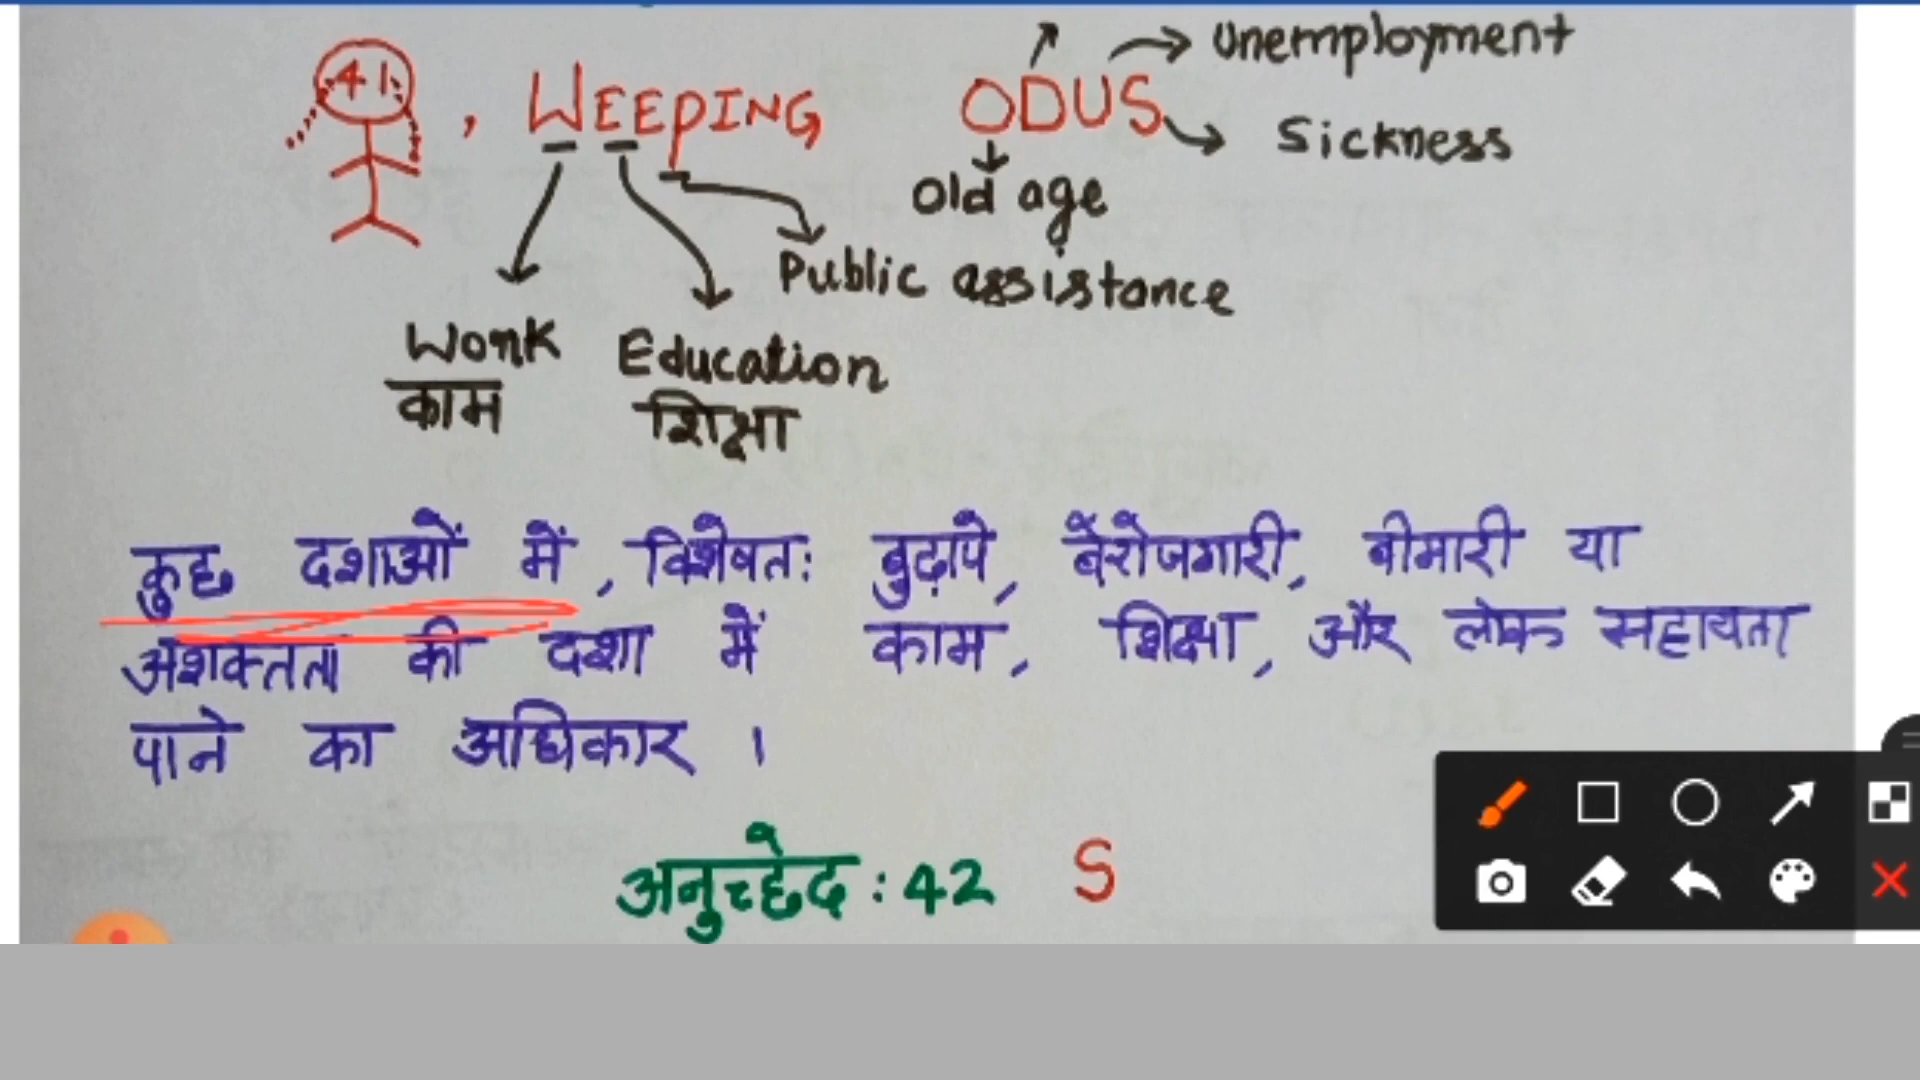 Unemployment
41 , WEEPING ODUS
Sickness
Old age
Public assistance
Work Education
काम शिक्षा
कुछ दशाओं में, विशेषतः बुढ़ापे, बेरोजगारी, बीमारी या
अशक्तता की दशा में काम, शिक्षा, और लोक सहायता
पाने का अधिकार ।
अनुच्छेद : 42 S